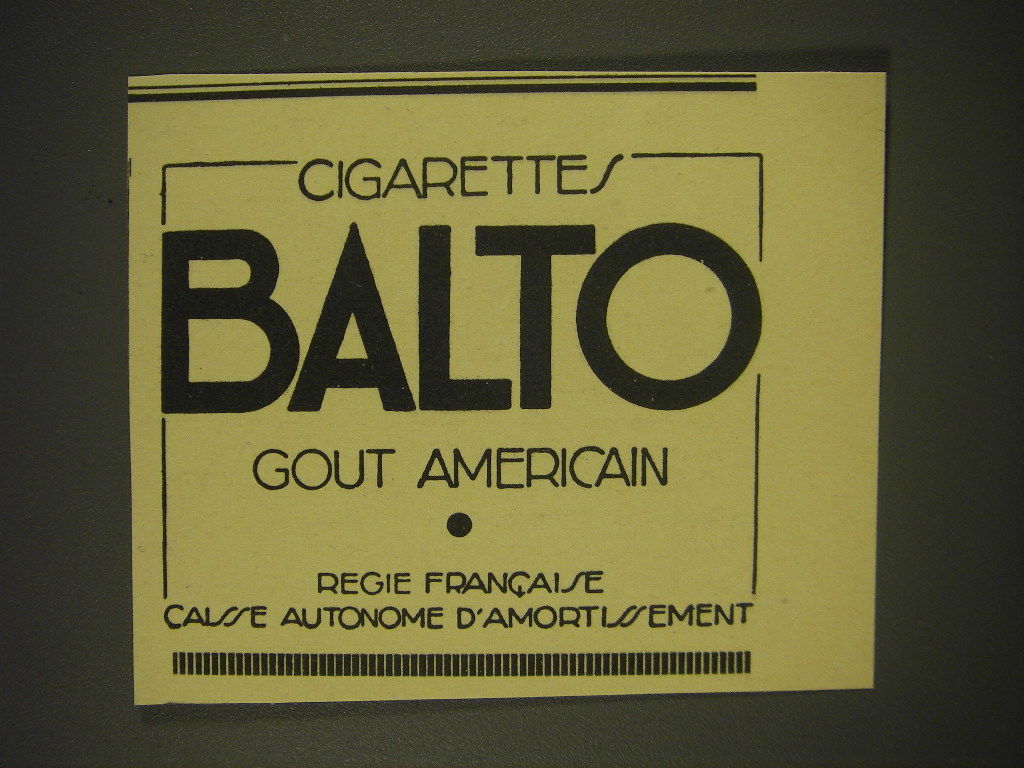 CIGARETTES
BALTO
GOUT AMERICAIN
REGIE FRANÇAISE
CAISSE AUTONOME D'AMORTISSEMENT